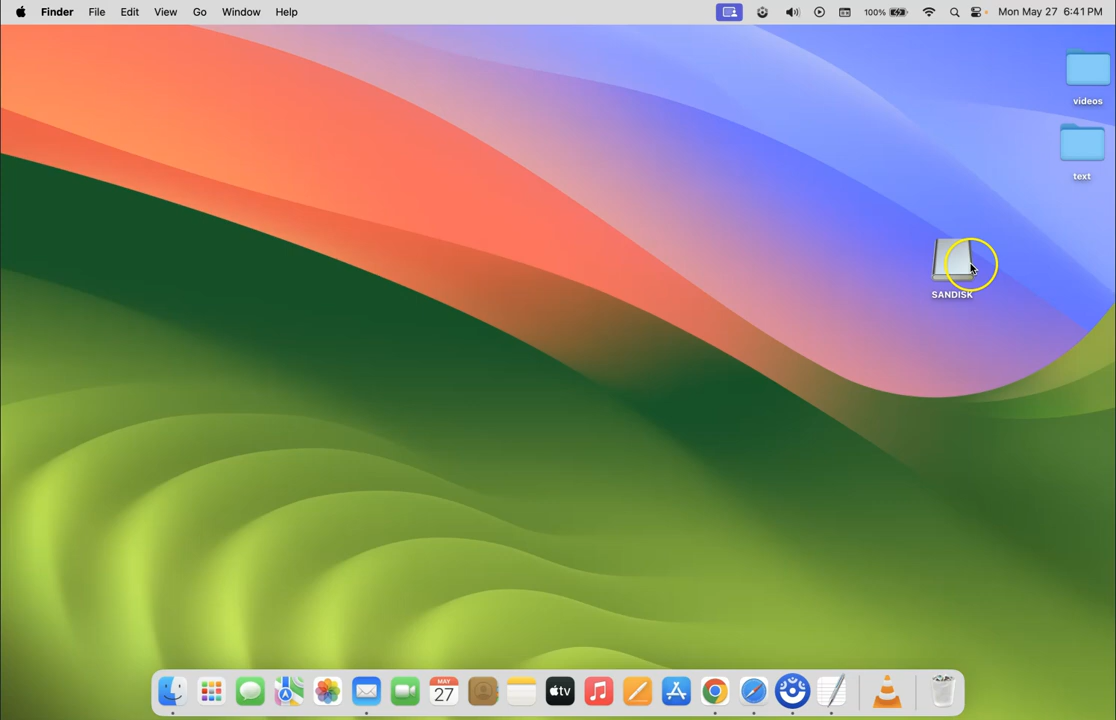 Finder File Edit View Go Window Help 100% Mon May 27 6:41 PM
videos
text
SANDISK
MAY
27
tv